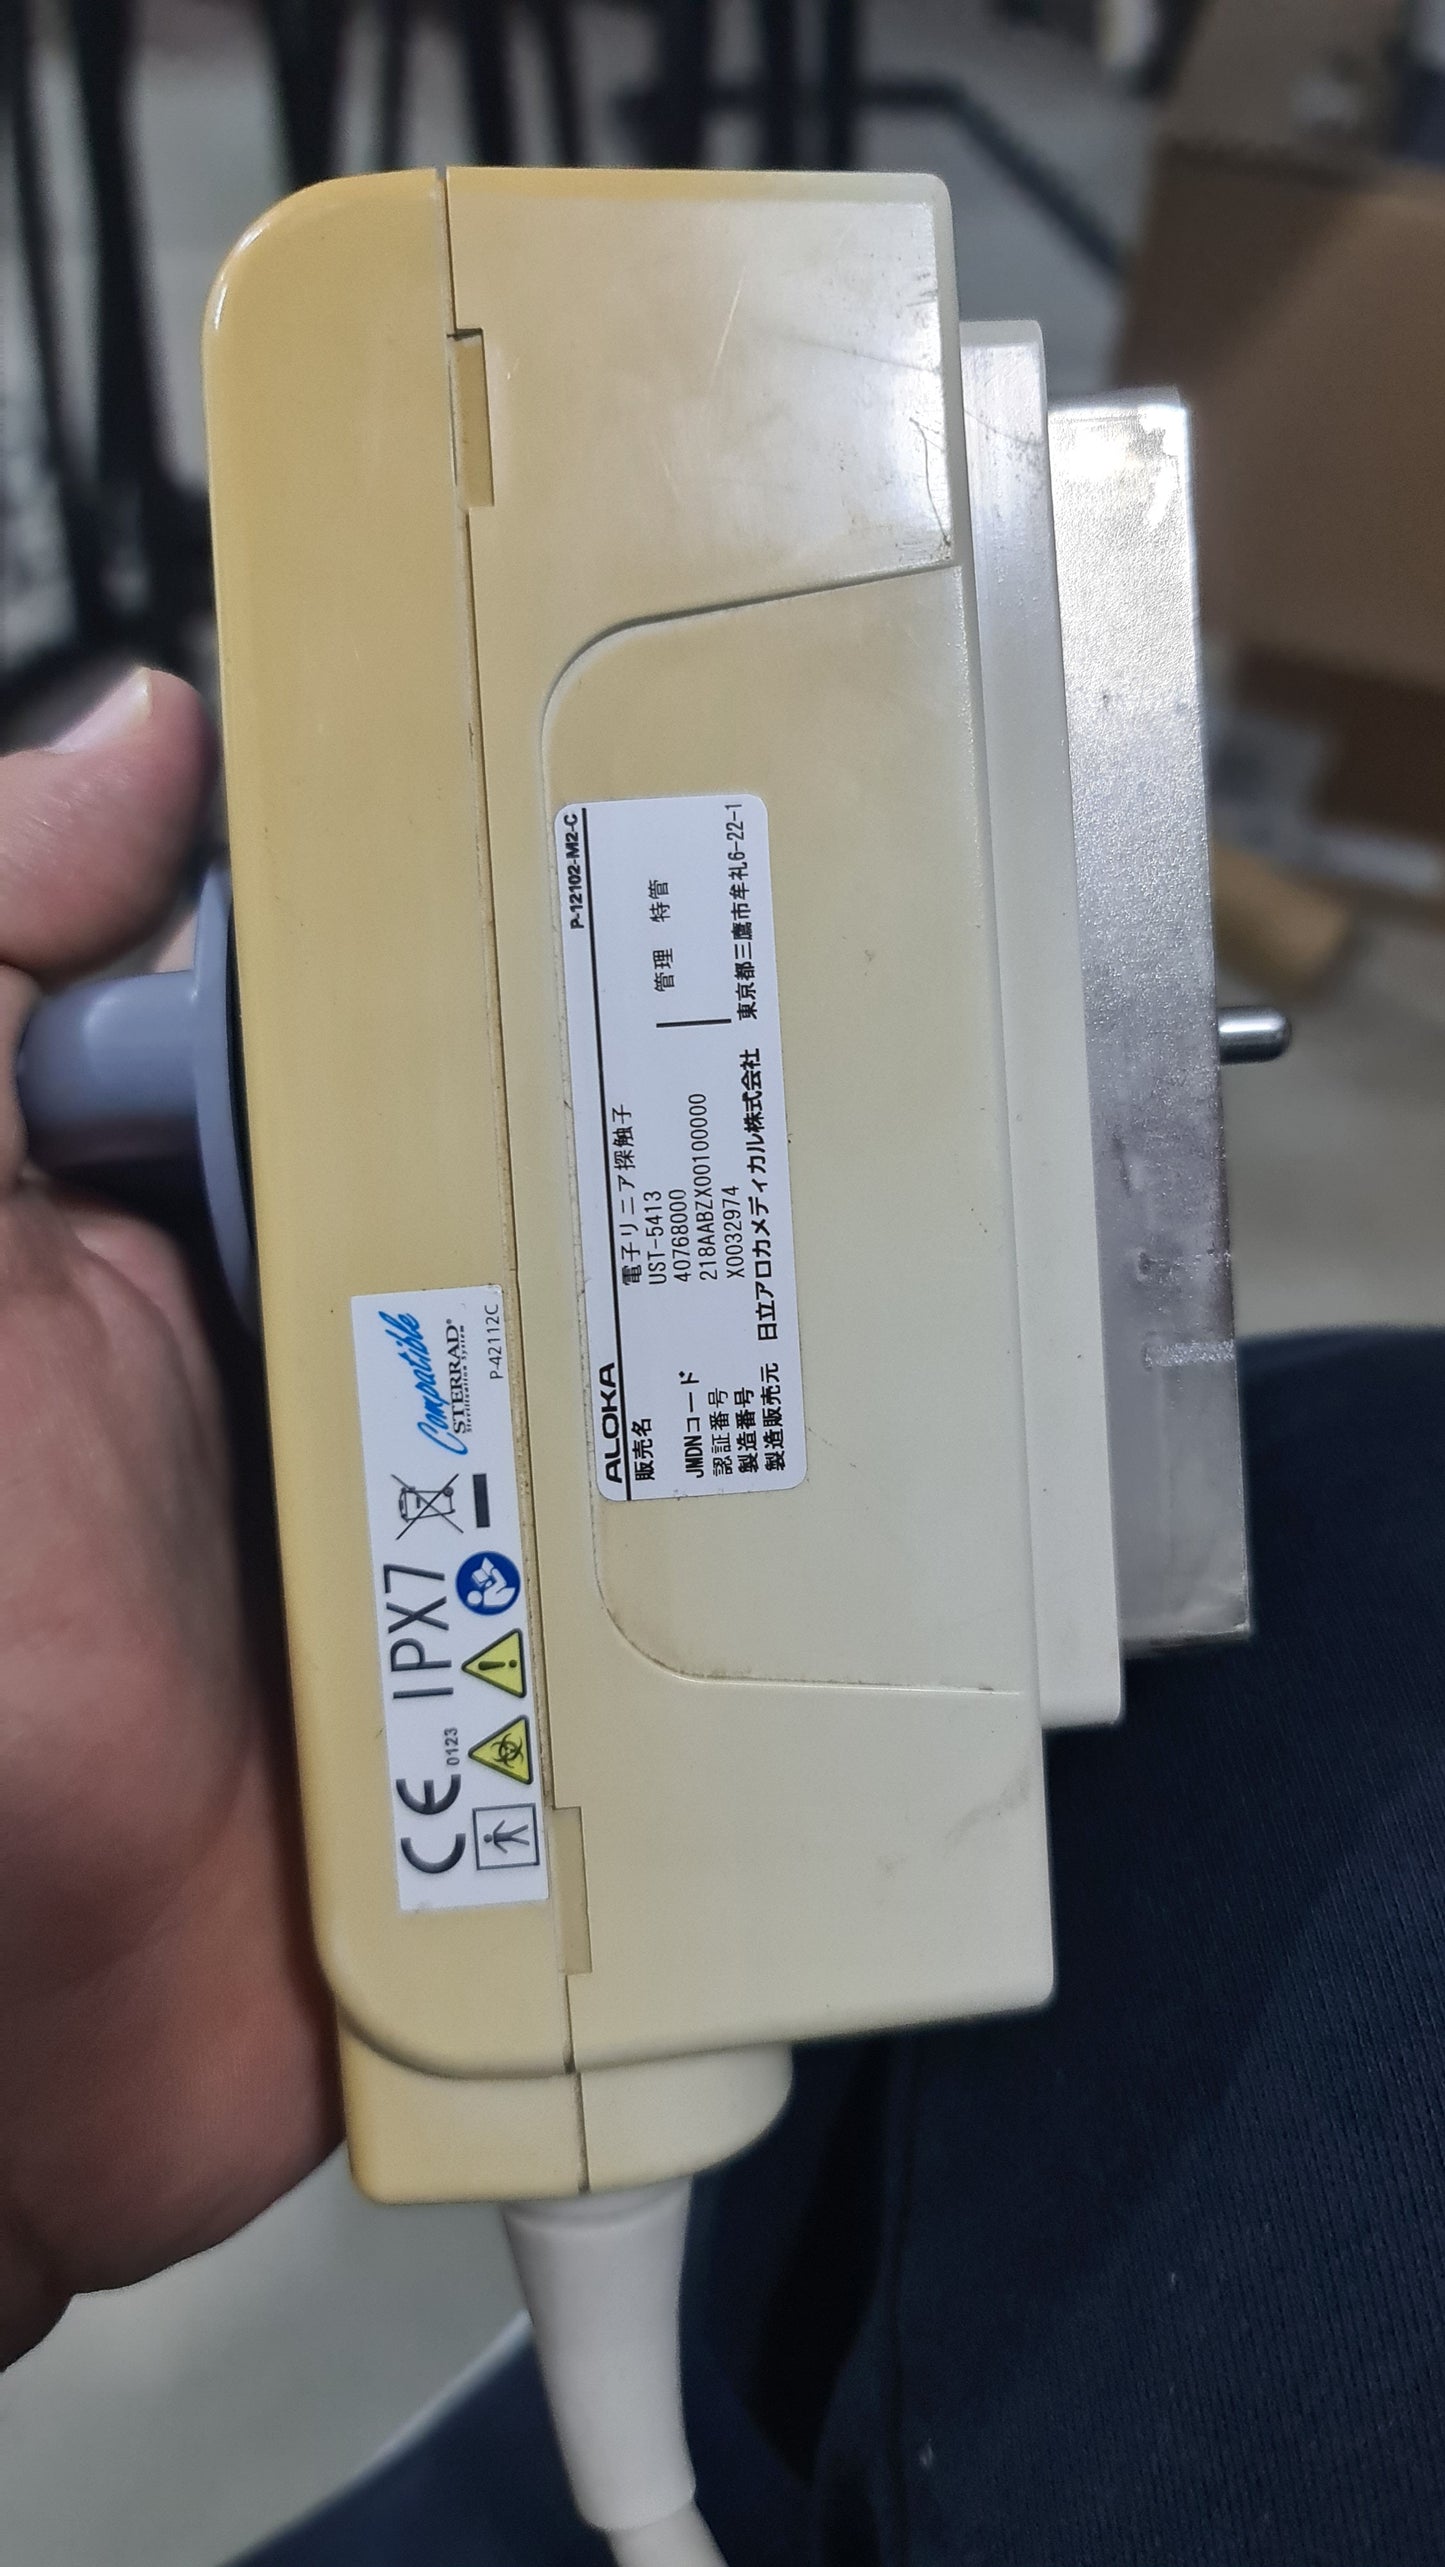 CE 0123 IPX7
Compatible
STERRAD®
Sterilization System
P-42112C
ALOKA P-12102-M2-C
販売名 電子リニア探触子
UST-5413
JMDNコード 40768000 管理 特管
認証番号 218AABZX00100000
製造番号 X0032974
製造販売元 日立アロカメディカル株式会社 東京都三鷹市牟礼6-22-1